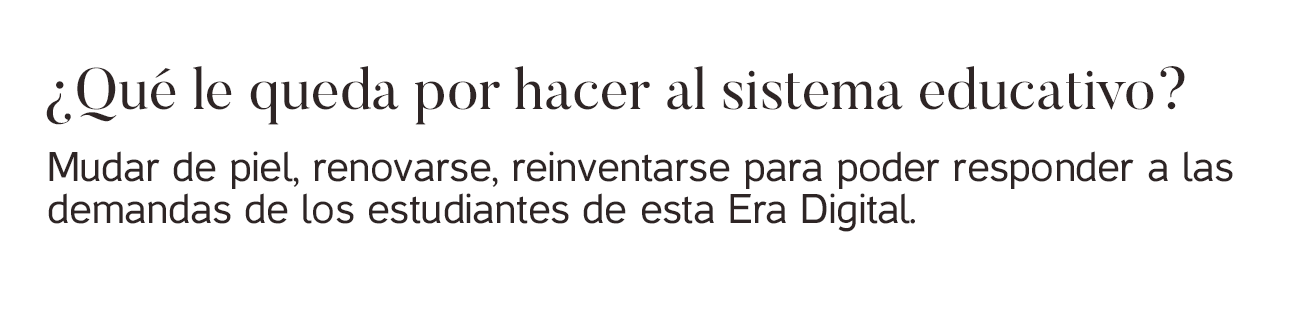 ¿Qué le queda por hacer al sistema educativo?
Mudar de piel, renovarse, reinventarse para poder responder a las
demandas de los estudiantes de esta Era Digital.